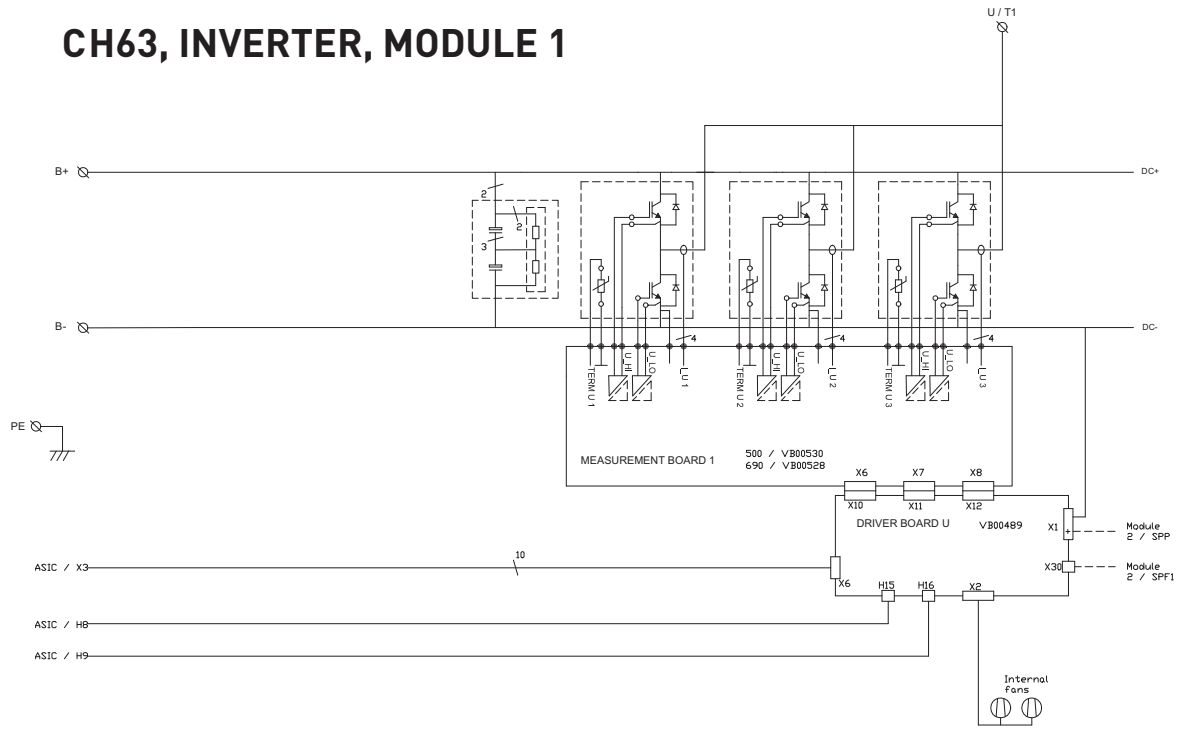 U / T1
CH63, INVERTER, MODULE 1
B+
DC+
2
2
3
B-
DC-
4
4
4
TERM U 1
U_HI
U_LO
I_U 1
TERM U 2
U_HI
U_LO
I_U 2
TERM U 3
U_HI
U_LO
I_U 3
PE
MEASUREMENT BOARD 1
500 / VB00530
690 / VB00528
X6
X7
X8
X10
X11
X12
DRIVER BOARD U
VB00489
X1
+
Module
2 / SPP
ASIC / X3
10
X6
X30
Module
2 / SPF1
H15
H16
X2
ASIC / H8
ASIC / H9
Internal
fans